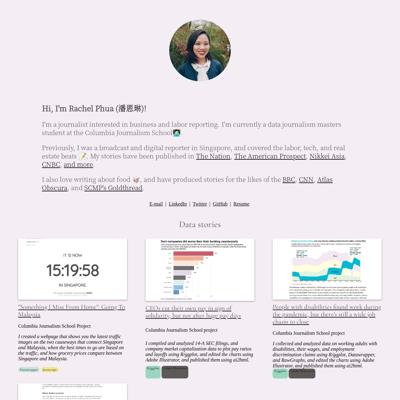 Hi, I'm Rachel Phua (潘恩琳)!
I'm a journalist interested in business and labor reporting. I'm currently a data journalism masters
student at the Columbia Journalism School
Previously, I was a broadcast and digital reporter in Singapore, and covered the labor, tech, and real
estate beats. My stories have been published in The Nation, The American Prospect, Nikkei Asia,
CNBC, and more.
I also love writing about food, and have produced stories for the likes of the BBC, CNN, Atlas
Obscura, and SCMP's Goldthread.
E-mail | LinkedIn | Twitter | GitHub | Resume
Data stories
IT IS NOW
15:19:58
IN SINGAPORE
"Something I Miss From Home": Going To
Malaysia
Columbia Journalism School project
I created a webpage that shows you the latest traffic
images on the two causeways that connect Singapore
and Malaysia, when the best times to go are based on
the traffic, and how grocery prices compare between
Singapore and Malaysia.
CEOs cut their own pay in sign of
solidarity, but not after huge pay days
Columbia Journalism School project
I compiled and analyzed 14-A SEC filings, and
company market capitalization data to plot pay ratios
and layoffs using Rggplot, and edited the charts using
Adobe Illustrator, and published them using ai2html.
People with disabilities found work during
the pandemic, but there's still a wide job
chasm to close
Columbia Journalism School project
I collected and analyzed data on working adults with
disabilities, their wages, and employment
discrimination claims using Rggplot, Datawrapper,
and RawGraphs, and edited the charts using Adobe
Illustrator, and published them using ai2html.